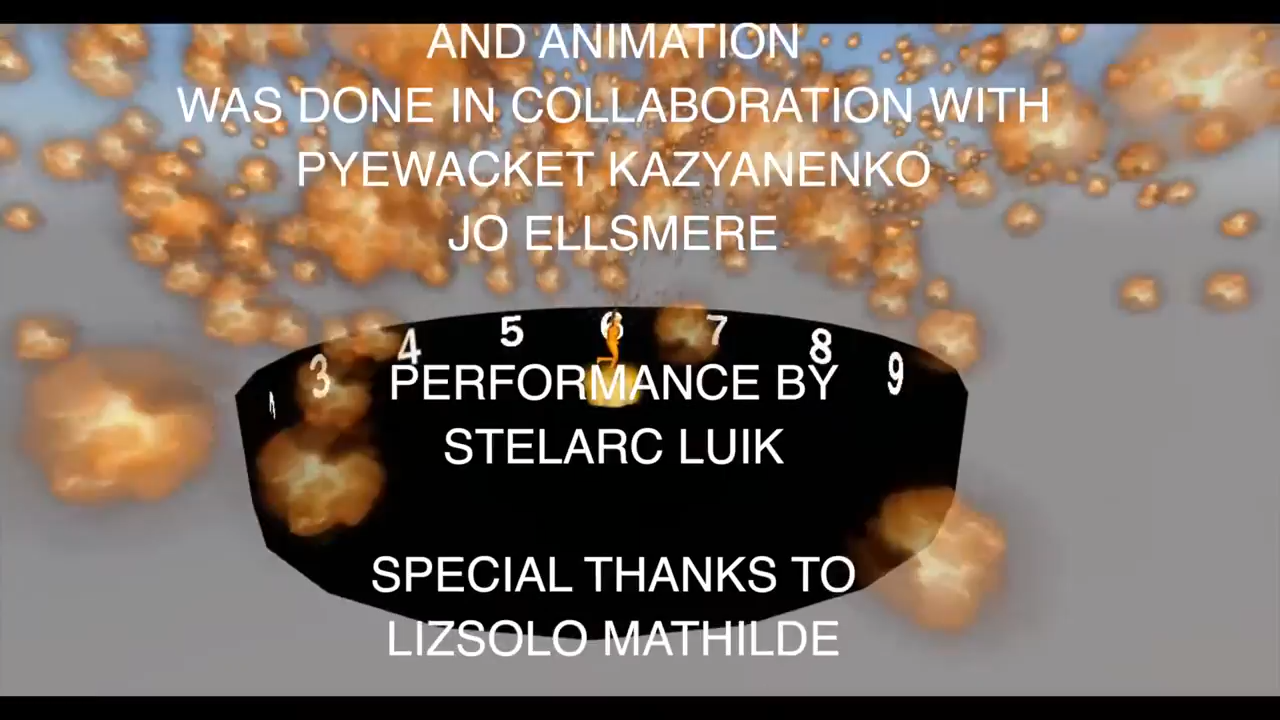 AND ANIMATION
WAS DONE IN COLLABORATION WITH
PYEWACKET KAZYANENKO
JO ELLSMERE
3 4 5 6 7 8 9
PERFORMANCE BY
STELARC LUIK
SPECIAL THANKS TO
LIZSOLO MATHILDE